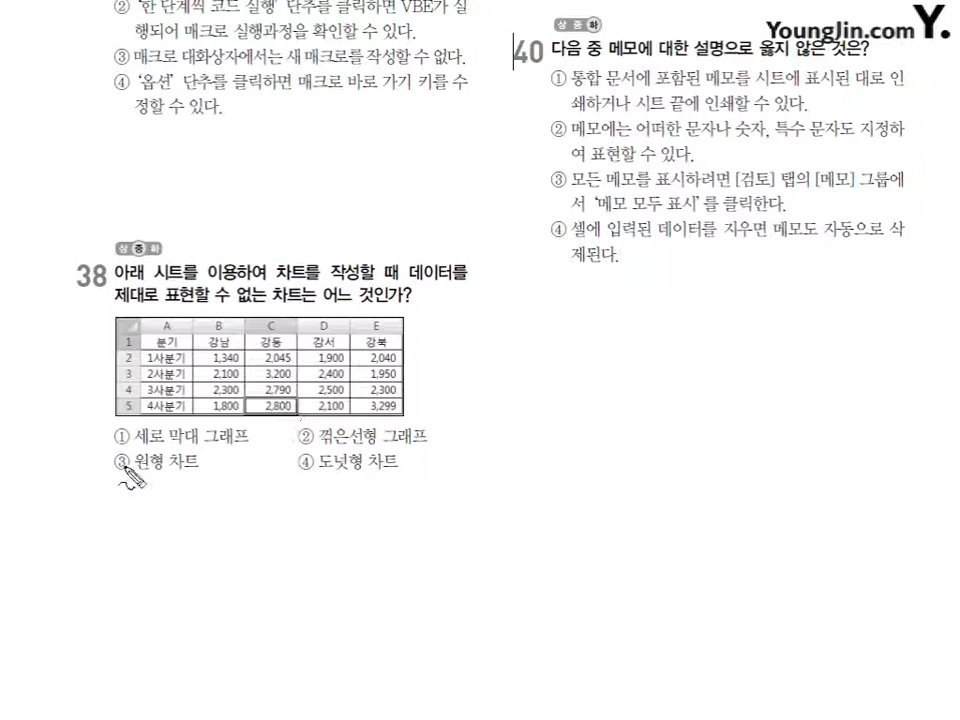 ② '한 단계씩 코드 실행' 단추를 클릭하면 VBE가 실
행되어 매크로 실행과정을 확인할 수 있다.
③ 매크로 대화상자에서는 새 매크로를 작성할 수 없다.
④ '옵션' 단추를 클릭하면 매크로 바로 가기 키를 수
정할 수 있다.
상 중 하
38 아래 시트를 이용하여 차트를 작성할 때 데이터를
제대로 표현할 수 없는 차트는 어느 것인가?
A B C D E
1 분기 강남 강동 강서 강북
2 1사분기 1,340 2,045 1,900 2,040
3 2사분기 2,100 3,200 2,400 1,950
4 3사분기 2,300 2,790 2,500 2,300
5 4사분기 1,800 2,800 2,100 3,299
① 세로 막대 그래프 ② 꺾은선형 그래프
③ 원형 차트 ④ 도넛형 차트
YoungJin.com Y.
상 중 하
40 다음 중 메모에 대한 설명으로 옳지 않은 것은?
① 통합 문서에 포함된 메모를 시트에 표시된 대로 인
쇄하거나 시트 끝에 인쇄할 수 있다.
② 메모에는 어떠한 문자나 숫자, 특수 문자도 지정하
여 표현할 수 있다.
③ 모든 메모를 표시하려면 [검토] 탭의 [메모] 그룹에
서 '메모 모두 표시'를 클릭한다.
④ 셀에 입력된 데이터를 지우면 메모도 자동으로 삭
제된다.